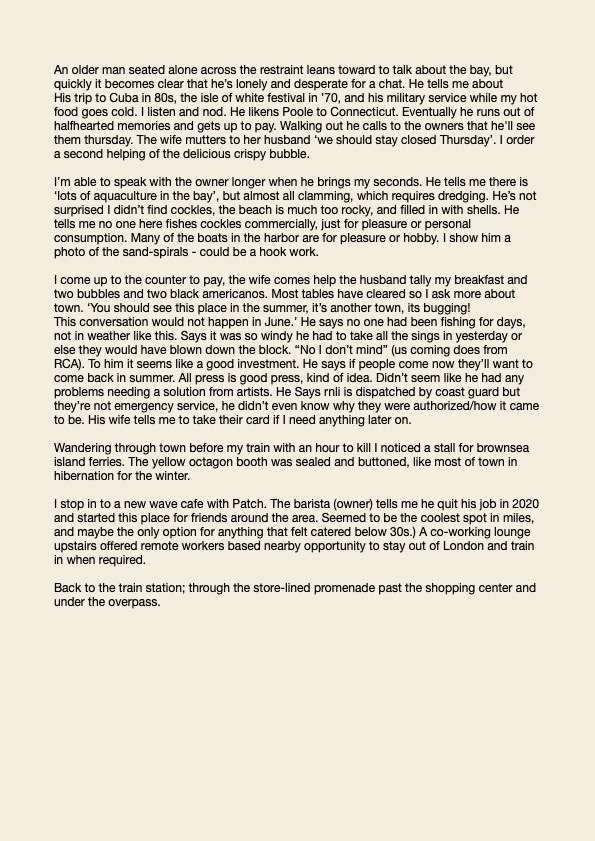 An older man seated alone across the restraint leans toward to talk about the bay, but
quickly it becomes clear that he's lonely and desperate for a chat. He tells me about
His trip to Cuba in 80s, the isle of white festival in '70, and his military service while my hot
food goes cold. I listen and nod. He likens Poole to Connecticut. Eventually he runs out of
halfhearted memories and gets up to pay. Walking out he calls to the owners that he'll see
them thursday. The wife mutters to her husband 'we should stay closed Thursday'. I order
a second helping of the delicious crispy bubble.

I'm able to speak with the owner longer when he brings my seconds. He tells me there is
'lots of aquaculture in the bay', but almost all clamming, which requires dredging. He's not
surprised I didn't find cockles, the beach is much too rocky, and filled in with shells. He
tells me no one here fishes cockles commercially, just for pleasure or personal
consumption. Many of the boats in the harbor are for pleasure or hobby. I show him a
photo of the sand-spirals - could be a hook work.

I come up to the counter to pay, the wife comes help the husband tally my breakfast and
two bubbles and two black americanos. Most tables have cleared so I ask more about
town. 'You should see this place in the summer, it's another town, its bugging!
This conversation would not happen in June.' He says no one had been fishing for days,
not in weather like this. Says it was so windy he had to take all the sings in yesterday or
else they would have blown down the block. "No I don't mind" (us coming does from
RCA). To him it seems like a good investment. He says if people come now they'll want to
come back in summer. All press is good press, kind of idea. Didn't seem like he had any
problems needing a solution from artists. He Says rnli is dispatched by coast guard but
they're not emergency service, he didn't even know why they were authorized/how it came
to be. His wife tells me to take their card if I need anything later on.

Wandering through town before my train with an hour to kill I noticed a stall for brownsea
island ferries. The yellow octagon booth was sealed and buttoned, like most of town in
hibernation for the winter.

I stop in to a new wave cafe with Patch. The barista (owner) tells me he quit his job in 2020
and started this place for friends around the area. Seemed to be the coolest spot in miles,
and maybe the only option for anything that felt catered below 30s.) A co-working lounge
upstairs offered remote workers based nearby opportunity to stay out of London and train
in when required.

Back to the train station; through the store-lined promenade past the shopping center and
under the overpass.